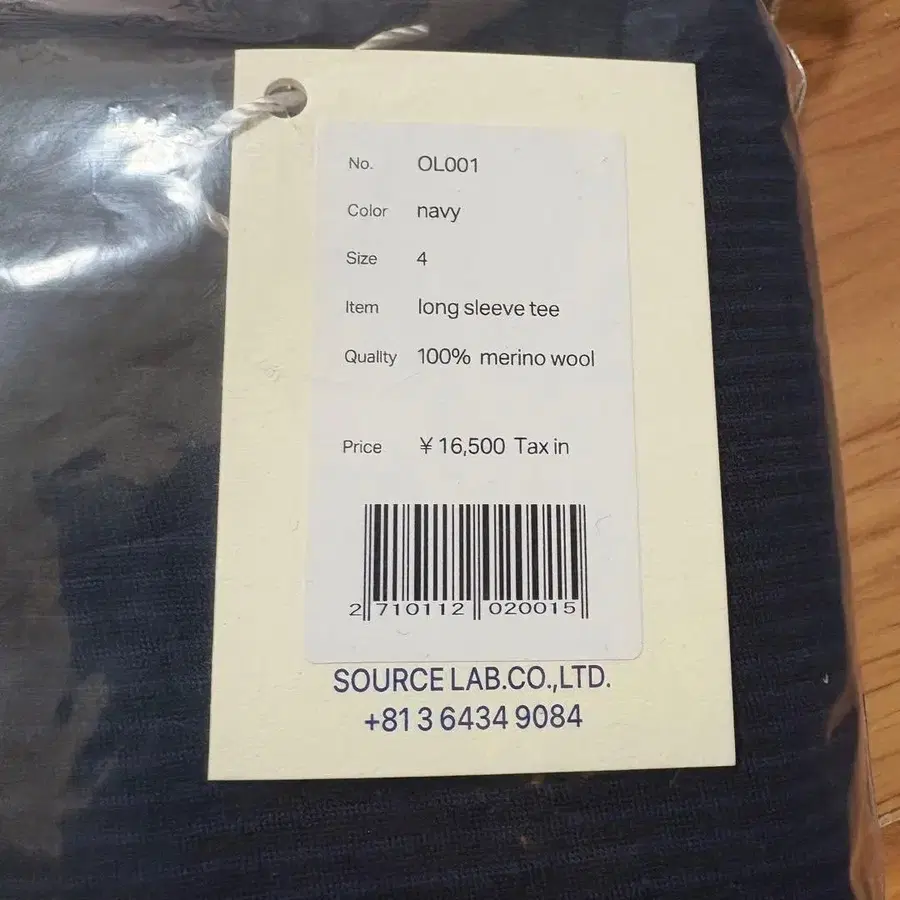 No. OL001
Color navy
Size 4
Item long sleeve tee
Quality 100% merino wool
Price ¥16,500 Tax in
2 710112 020015
SOURCE LAB.CO.,LTD.
+81 3 6434 9084